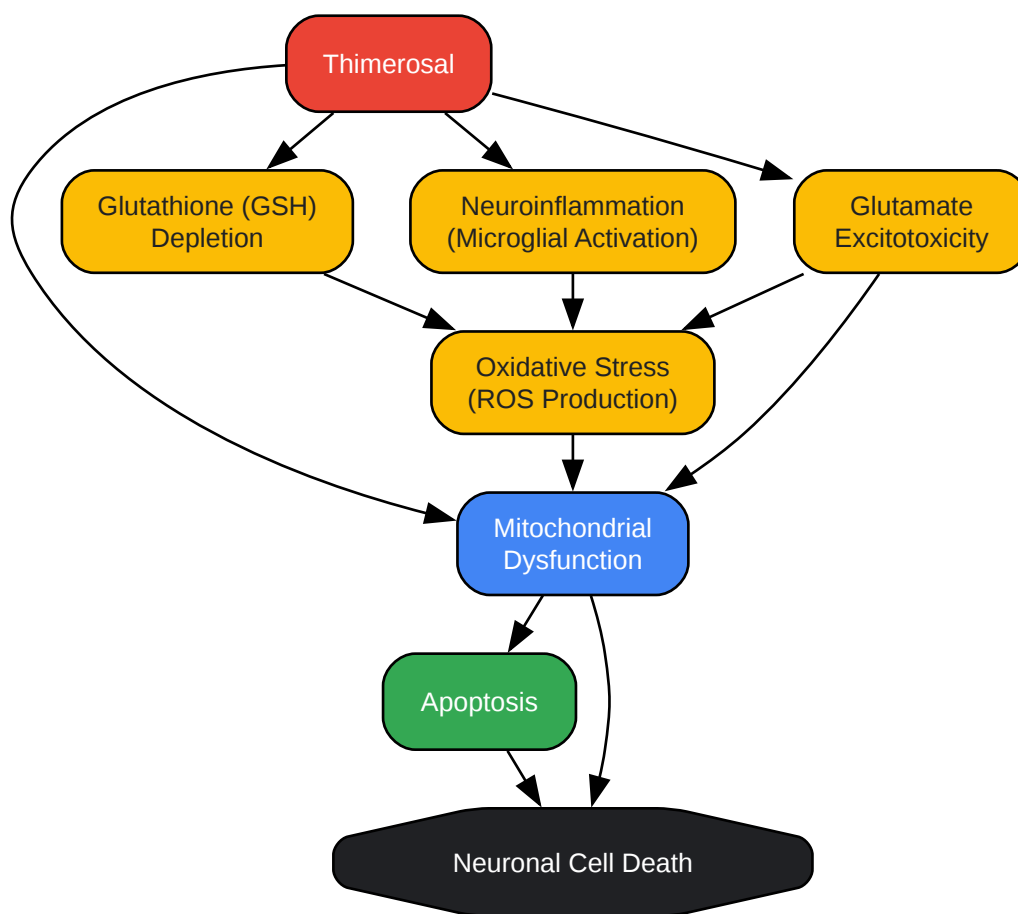 Thimerosal
Glutathione (GSH)
Depletion
Neuroinflammation
(Microglial Activation)
Glutamate
Excitotoxicity
Oxidative Stress
(ROS Production)
Mitochondrial
Dysfunction
Apoptosis
Neuronal Cell Death